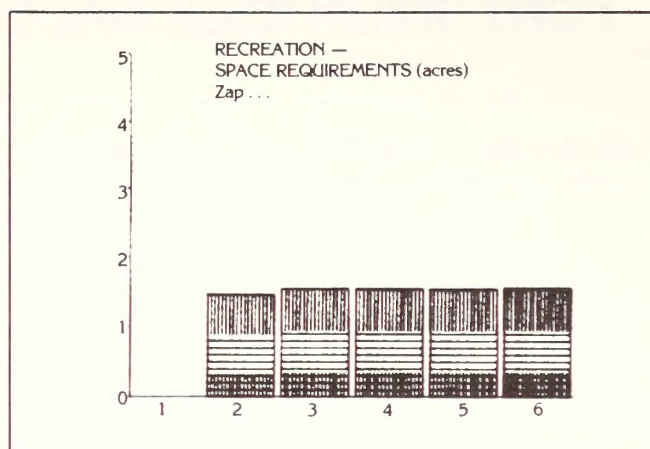 RECREATION —
SPACE REQUIREMENTS (acres)
Zap . . .
5
4
3
2
1
0
1 2 3 4 5 6